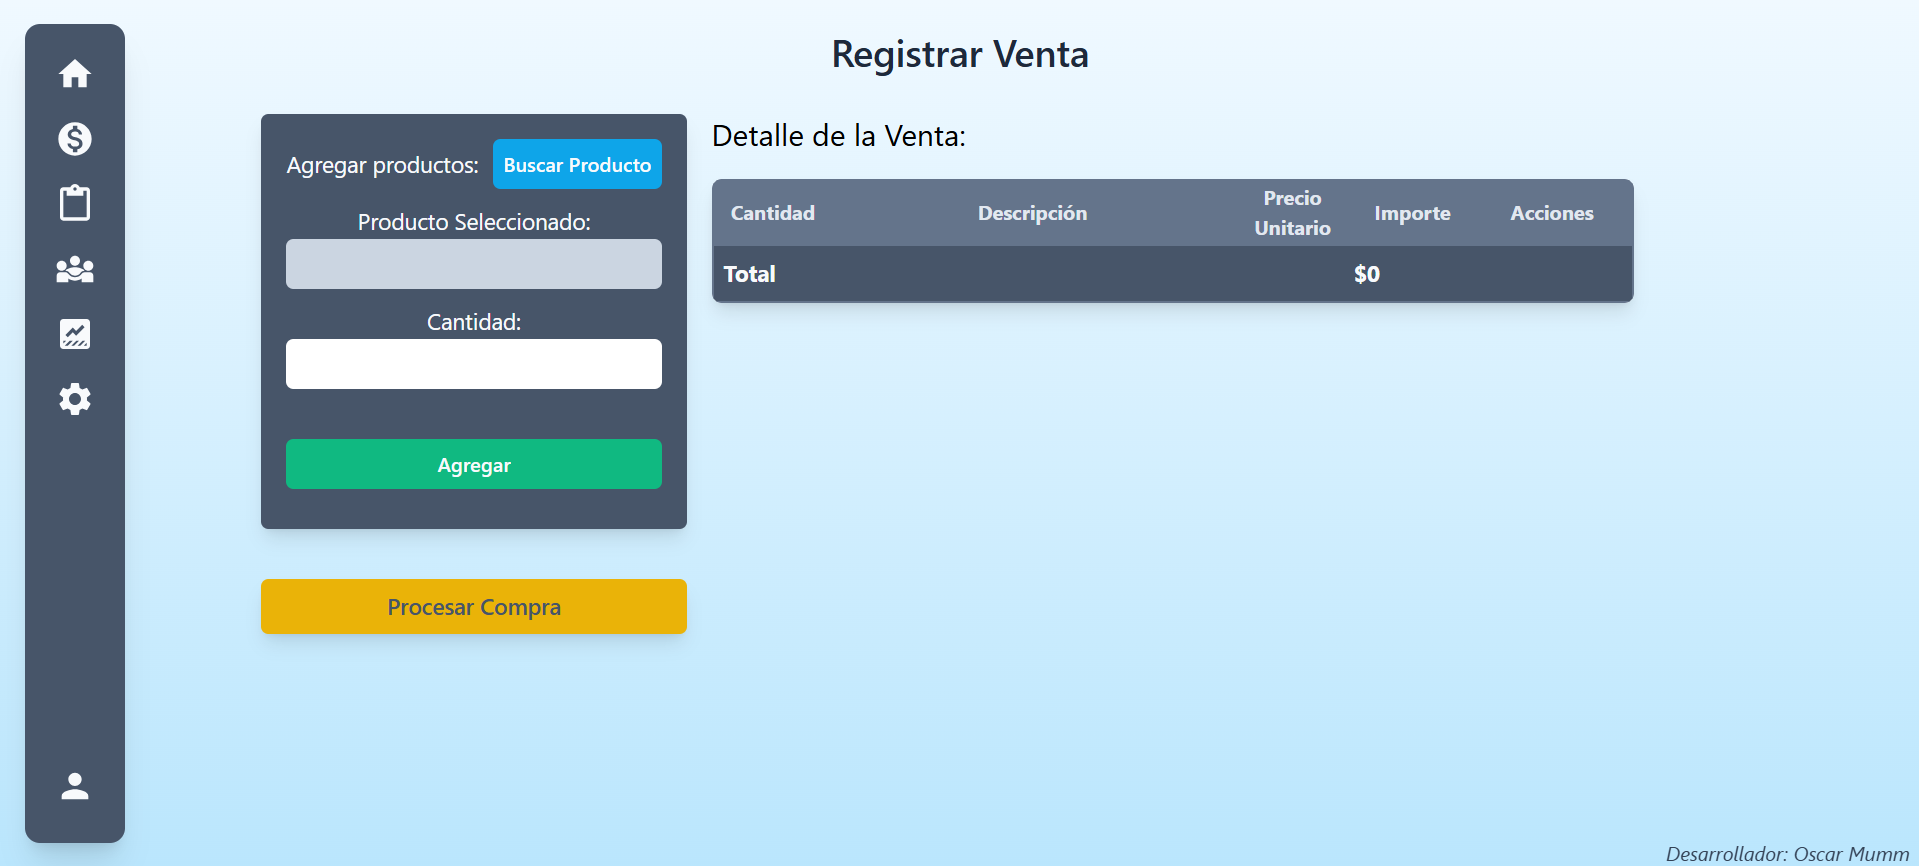 Registrar Venta
Agregar productos:
Buscar Producto
Producto Seleccionado:
Cantidad:
Agregar
Procesar Compra
Detalle de la Venta:
Cantidad Descripción Precio Unitario Importe Acciones
Total $0
Desarrollador: Oscar Mumm